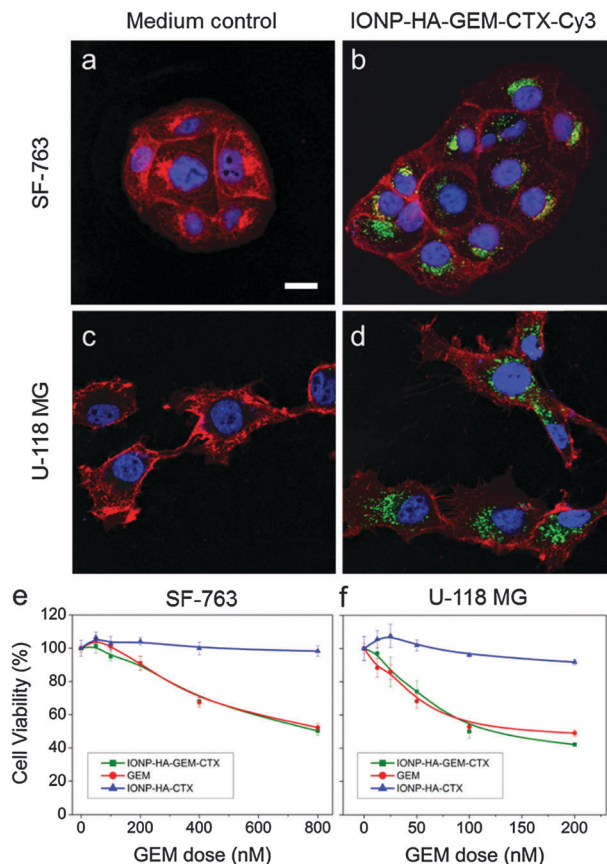 Medium control
IONP-HA-GEM-CTX-Cy3
SF-763
a
b
U-118 MG
c
d
e
SF-763
f
U-118 MG
Cell Viability (%)
120
100
80
60
40
20
0
IONP-HA-GEM-CTX
GEM
IONP-HA-CTX
IONP-HA-GEM-CTX
GEM
IONP-HA-CTX
0 200 400 600 800
0 50 100 150 200
GEM dose (nM)
GEM dose (nM)